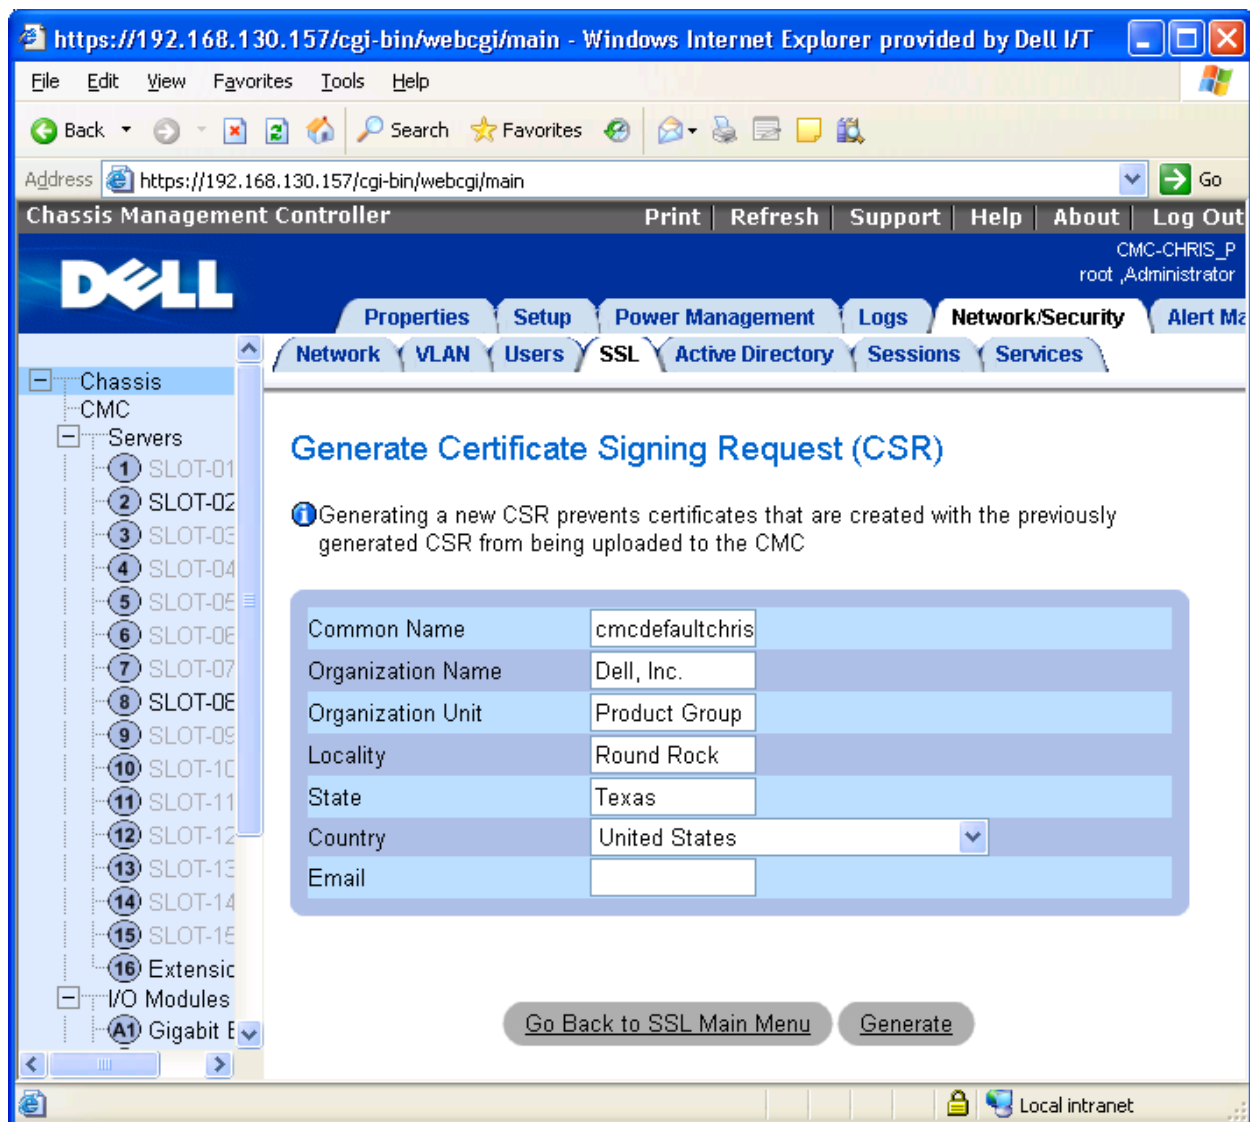 https://192.168.130.157/cgi-bin/webcgi/main - Windows Internet Explorer provided by Dell I/T
File Edit View Favorites Tools Help
Back Search Favorites
Address https://192.168.130.157/cgi-bin/webcgi/main Go
Chassis Management Controller Print | Refresh | Support | Help | About | Log Out
CMC-CHRIS_P
DELL root ,Administrator
Properties Setup Power Management Logs Network/Security Alert Ma
Network VLAN Users SSL Active Directory Sessions Services
Chassis
CMC
Servers
1 SLOT-01
2 SLOT-02
3 SLOT-03
4 SLOT-04
5 SLOT-05
6 SLOT-06
7 SLOT-07
8 SLOT-08
9 SLOT-09
10 SLOT-10
11 SLOT-11
12 SLOT-12
13 SLOT-13
14 SLOT-14
15 SLOT-15
16 Extensic
I/O Modules
A1 Gigabit E
Generate Certificate Signing Request (CSR)
Generating a new CSR prevents certificates that are created with the previously
generated CSR from being uploaded to the CMC
Common Name cmcdefaultchris
Organization Name Dell, Inc.
Organization Unit Product Group
Locality Round Rock
State Texas
Country United States
Email
Go Back to SSL Main Menu Generate
Local intranet